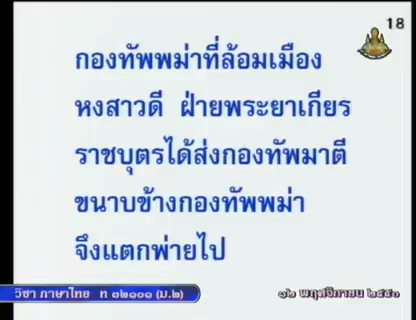 18
กองทัพพม่าที่ล้อมเมือง
หงสาวดี ฝ่ายพระยาเกียร
ราชบุตรได้ส่งกองทัพมาตี
ขนาบข้างกองทัพพม่า
จึงแตกพ่ายไป
วิชา ภาษาไทย ท ๓๒๑๐๑ (ม.๒)
๑๒ พฤศจิกายน ๒๕๕๐